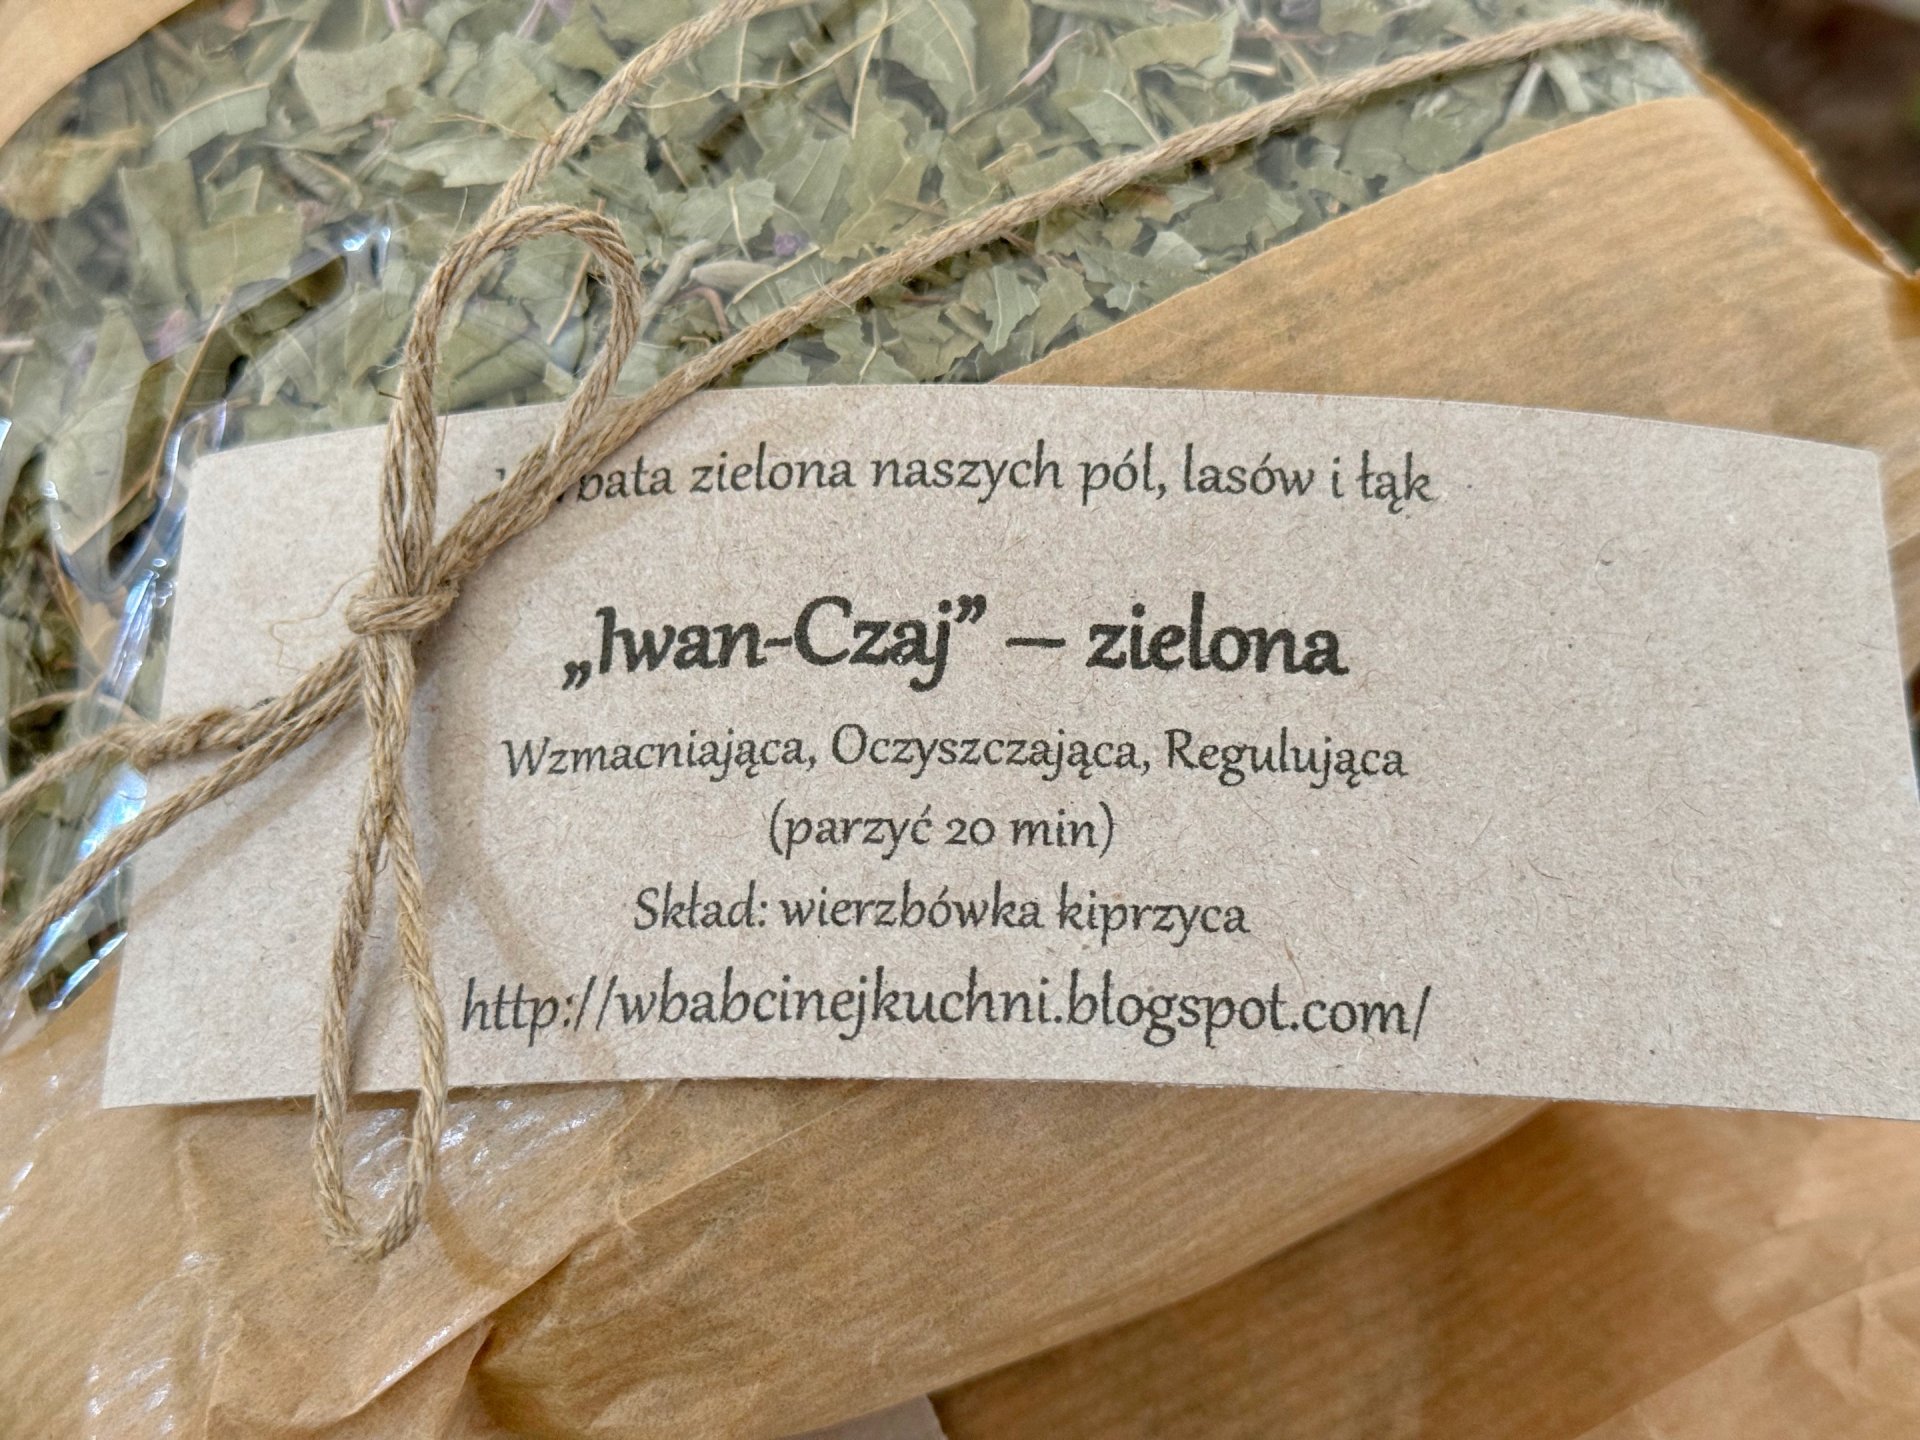 zielona naszych pól, lasów i łąk
„Iwan-Czaj” – zielona
Wzmacniająca, Oczyszczająca, Regulująca
(parzyć 20 min)
Skład: wierzbówka kiprzyca
http://wbabcinejkuchni.blogspot.com/